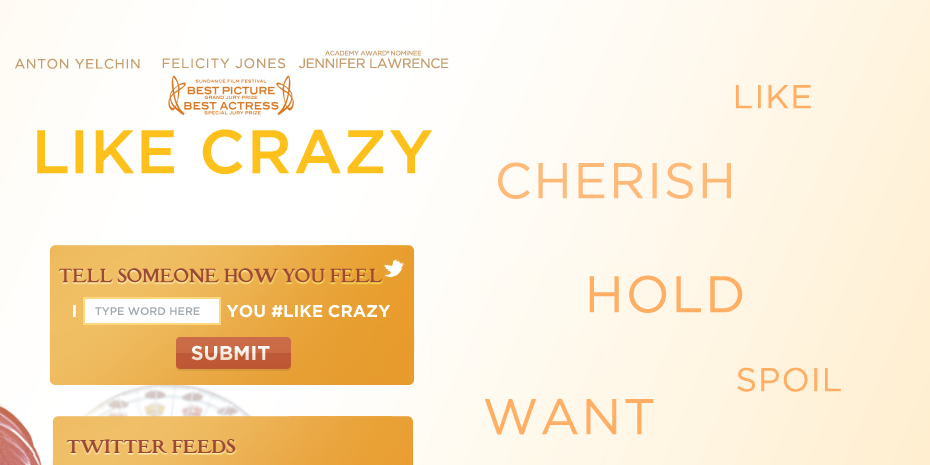 ANTON YELCHIN FELICITY JONES ACADEMY AWARD® NOMINEE JENNIFER LAWRENCE
SUNDANCE FILM FESTIVAL
BEST PICTURE
GRAND JURY PRIZE
BEST ACTRESS
SPECIAL JURY PRIZE
LIKE CRAZY
TELL SOMEONE HOW YOU FEEL
I TYPE WORD HERE YOU #LIKE CRAZY
SUBMIT
TWITTER FEEDS
LIKE
CHERISH
HOLD
SPOIL
WANT